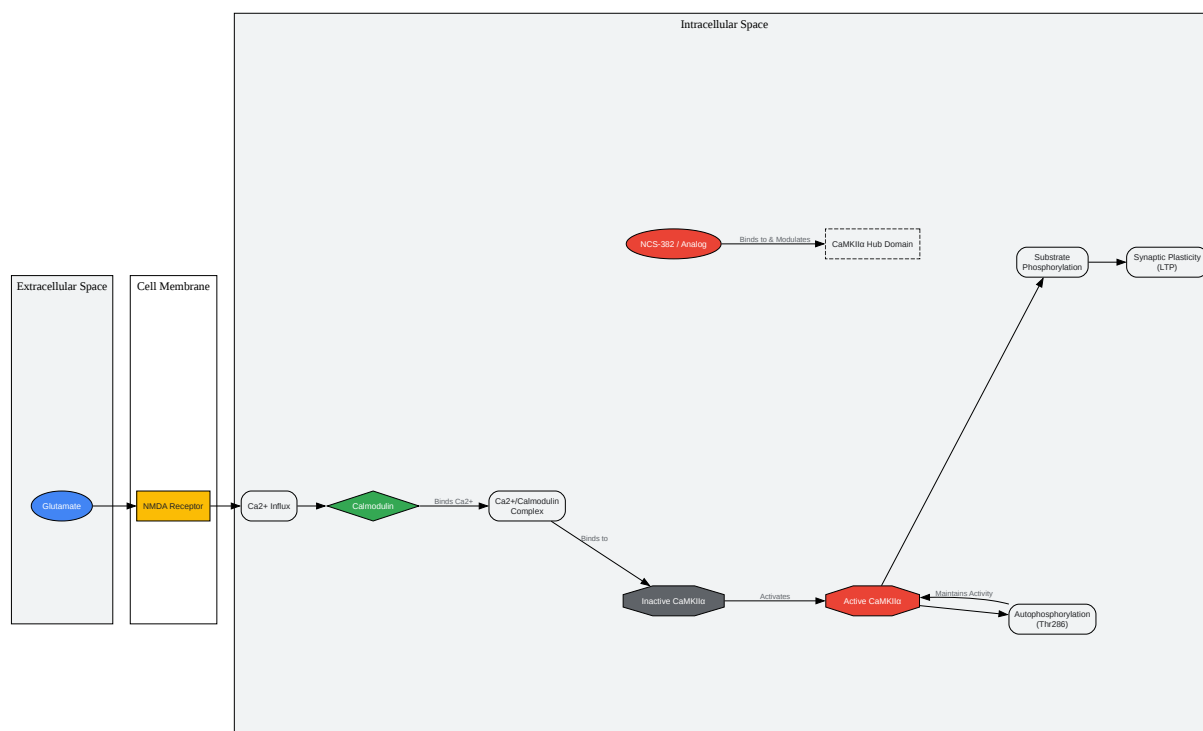 Intracellular Space
NCS-382 / Analog
Binds to & Modulates
CaMKIIα Hub Domain
Substrate
Phosphorylation
Synaptic Plasticity
(LTP)
Extracellular Space
Cell Membrane
Glutamate
NMDA Receptor
Ca2+ Influx
Calmodulin
Binds Ca2+
Ca2+/Calmodulin
Complex
Binds to
Inactive CaMKIIα
Activates
Active CaMKIIα
Maintains Activity
Autophosphorylation
(Thr286)